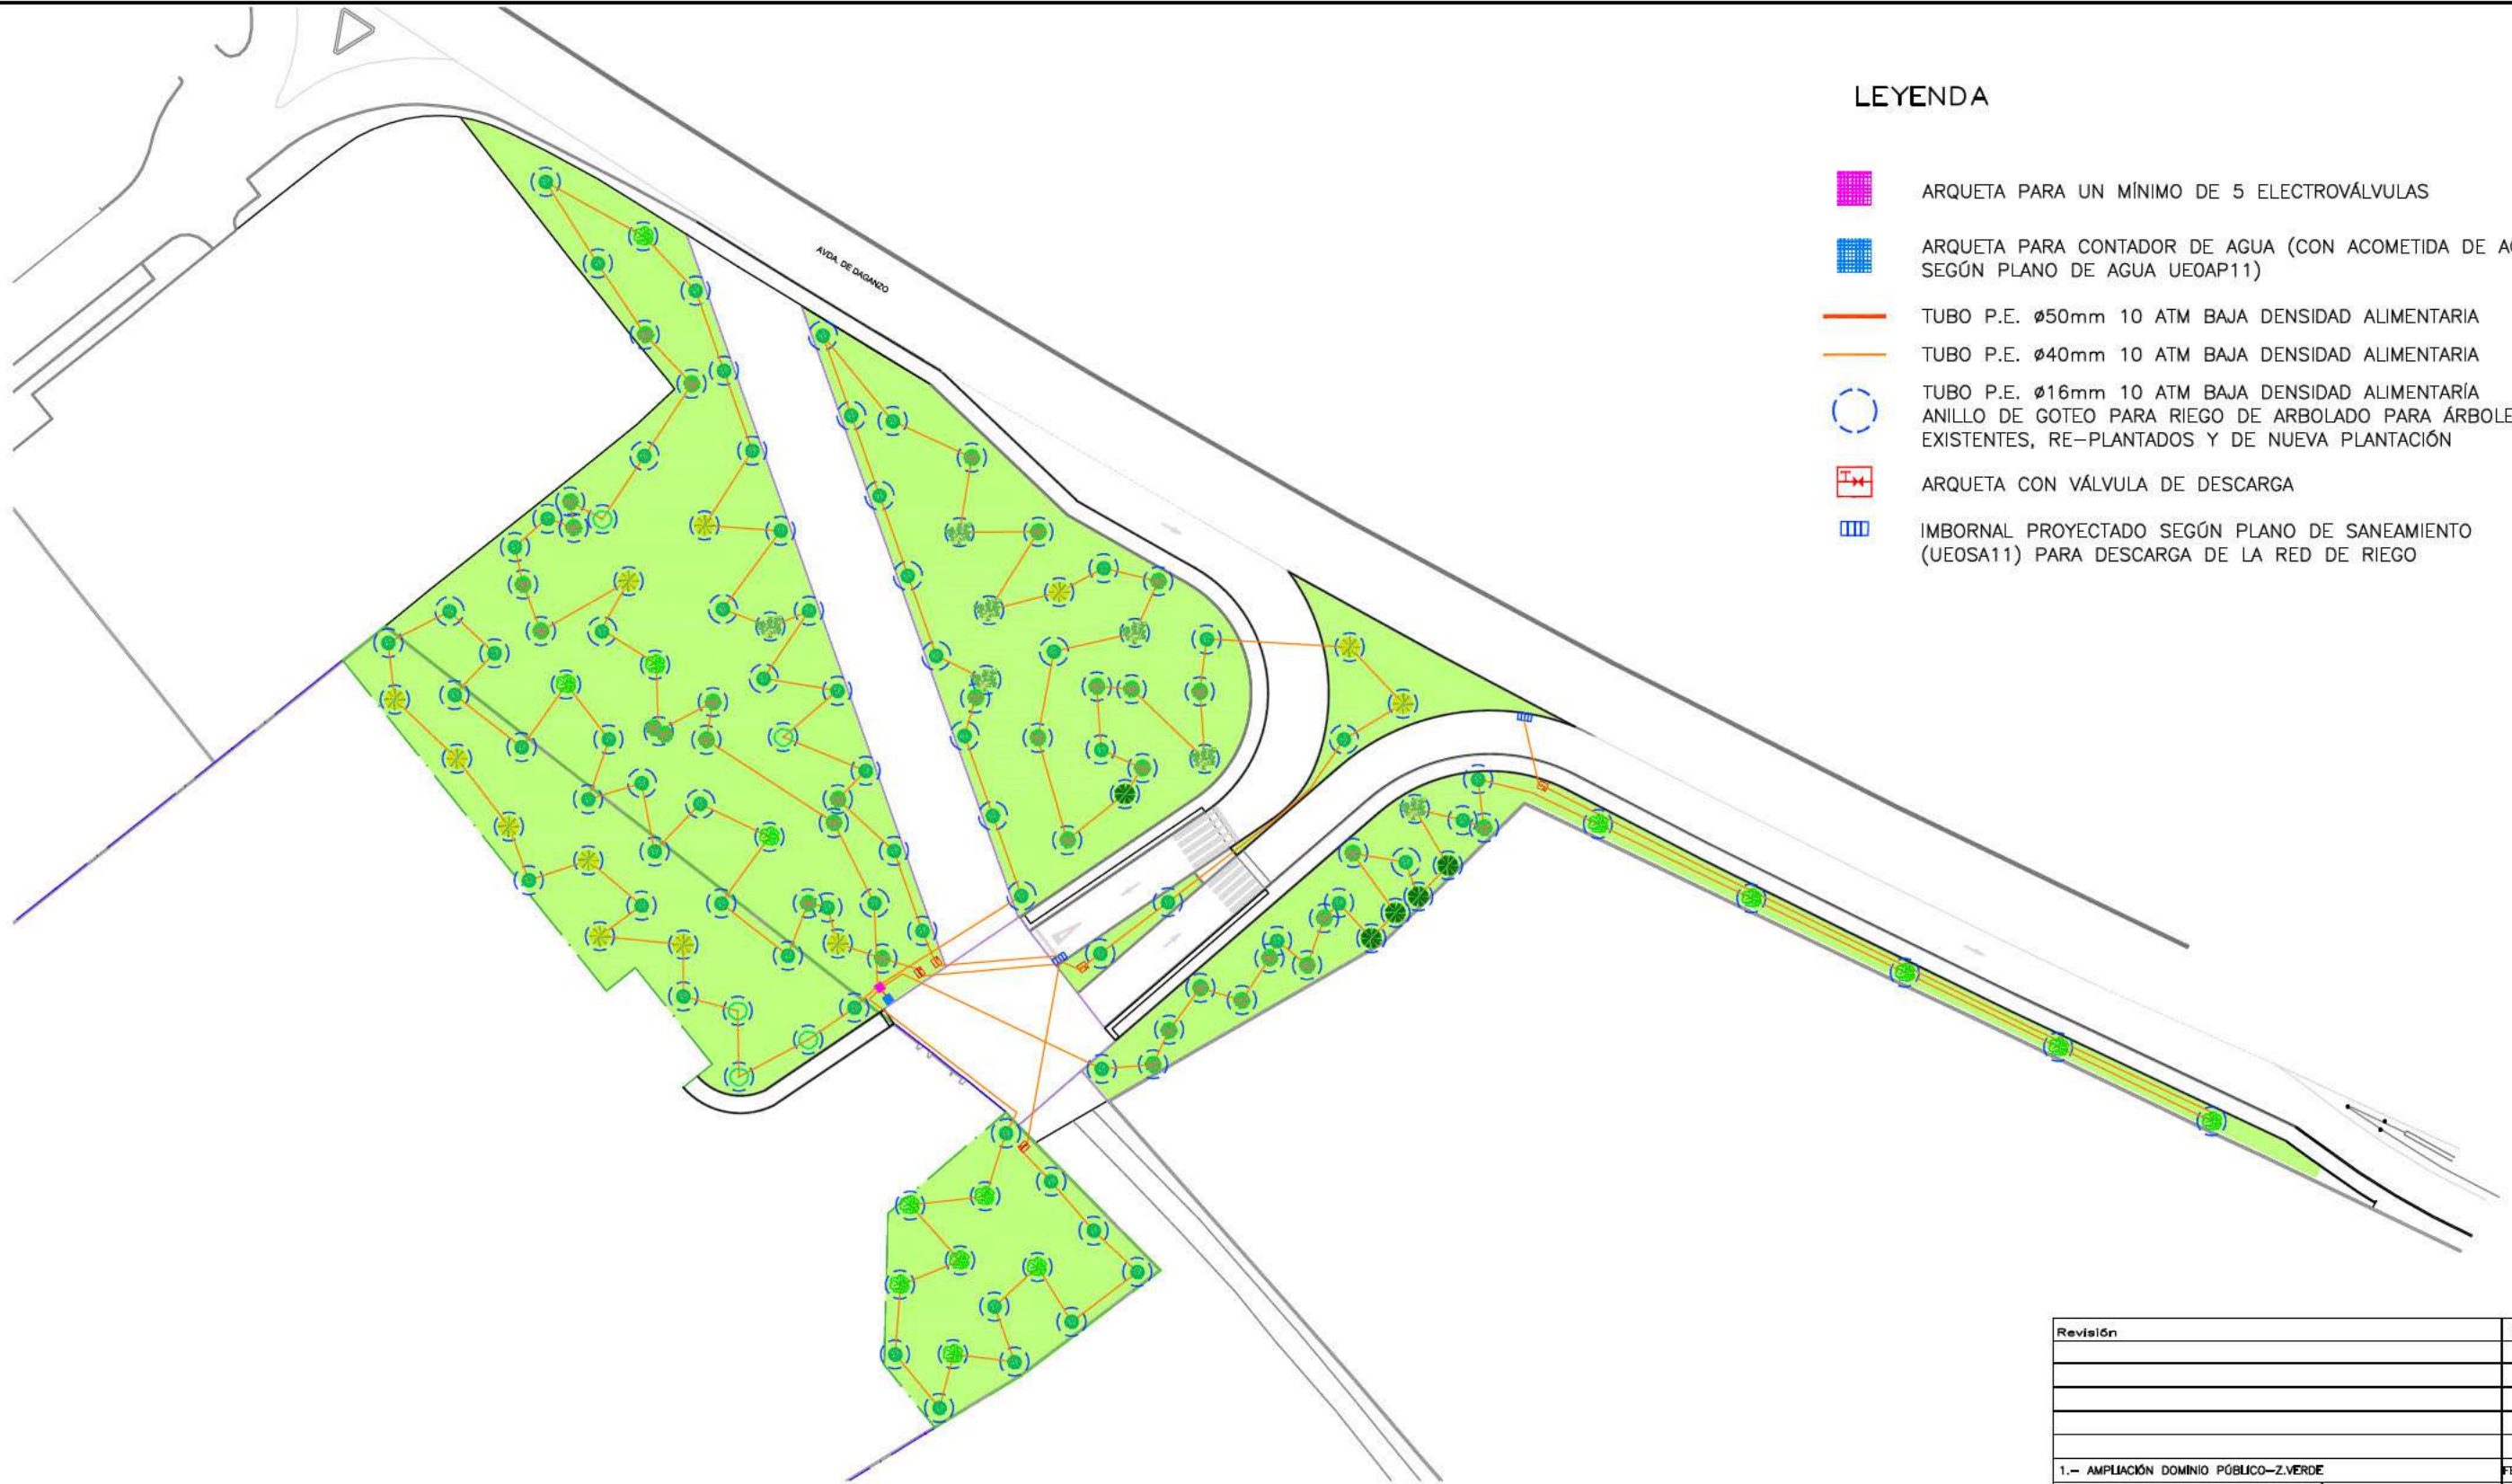 LEYENDA
ARQUETA PARA UN MÍNIMO DE 5 ELECTROVÁLVULAS
ARQUETA PARA CONTADOR DE AGUA (CON ACOMETIDA DE
SEGÚN PLANO DE AGUA UE0AP11)
TUBO P.E. ø50mm 10 ATM BAJA DENSIDAD ALIMENTARIA
TUBO P.E. ø40mm 10 ATM BAJA DENSIDAD ALIMENTARIA
TUBO P.E. ø16mm 10 ATM BAJA DENSIDAD ALIMENTARÍA
ANILLO DE GOTEO PARA RIEGO DE ARBOLADO PARA ÁRBOLE
EXISTENTES, RE-PLANTADOS Y DE NUEVA PLANTACIÓN
ARQUETA CON VÁLVULA DE DESCARGA
IMBORNAL PROYECTADO SEGÚN PLANO DE SANEAMIENTO
(UE0SA11) PARA DESCARGA DE LA RED DE RIEGO
AVDA. DE DAGANZO
Revisión
1.- AMPLIACIÓN DOMINIO PÚBLICO-Z.VERDE